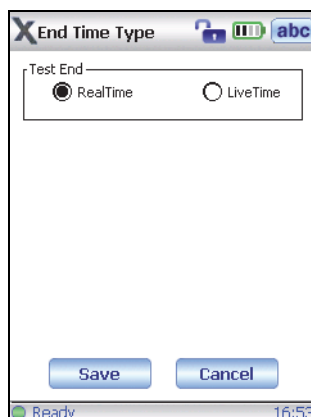 X End Time Type abc
Test End
RealTime LiveTime
Save Cancel
Ready 16:53